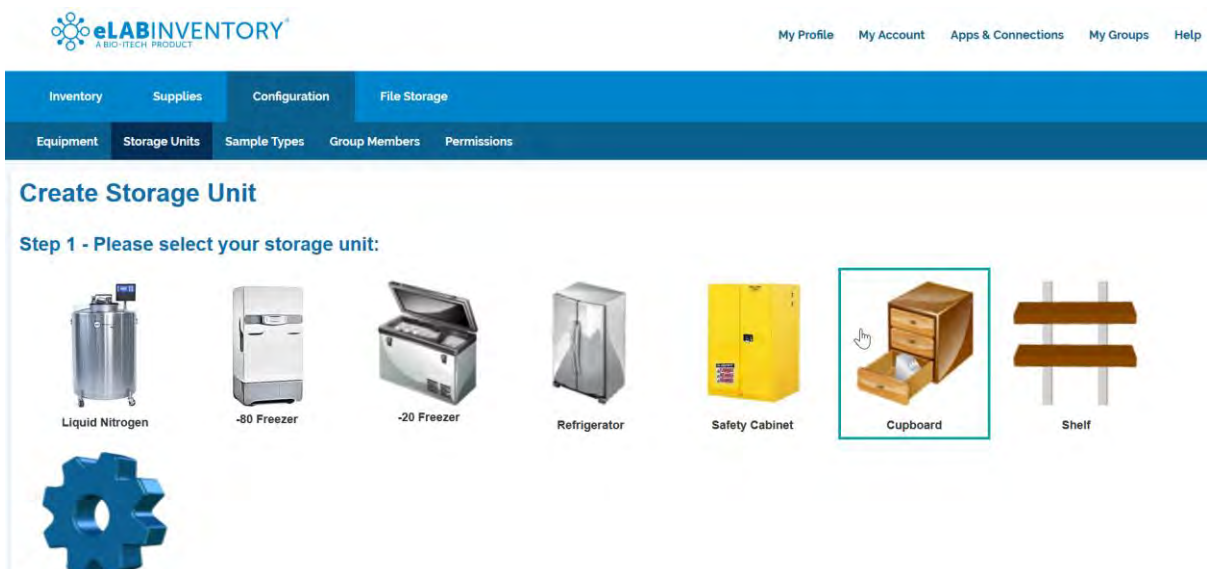 eLABINVENTORY®
A BIO-ITECH PRODUCT
My Profile My Account Apps & Connections My Groups Help
Inventory Supplies Configuration File Storage
Equipment Storage Units Sample Types Group Members Permissions
Create Storage Unit
Step 1 - Please select your storage unit:
Liquid Nitrogen -80 Freezer -20 Freezer Refrigerator Safety Cabinet Cupboard Shelf